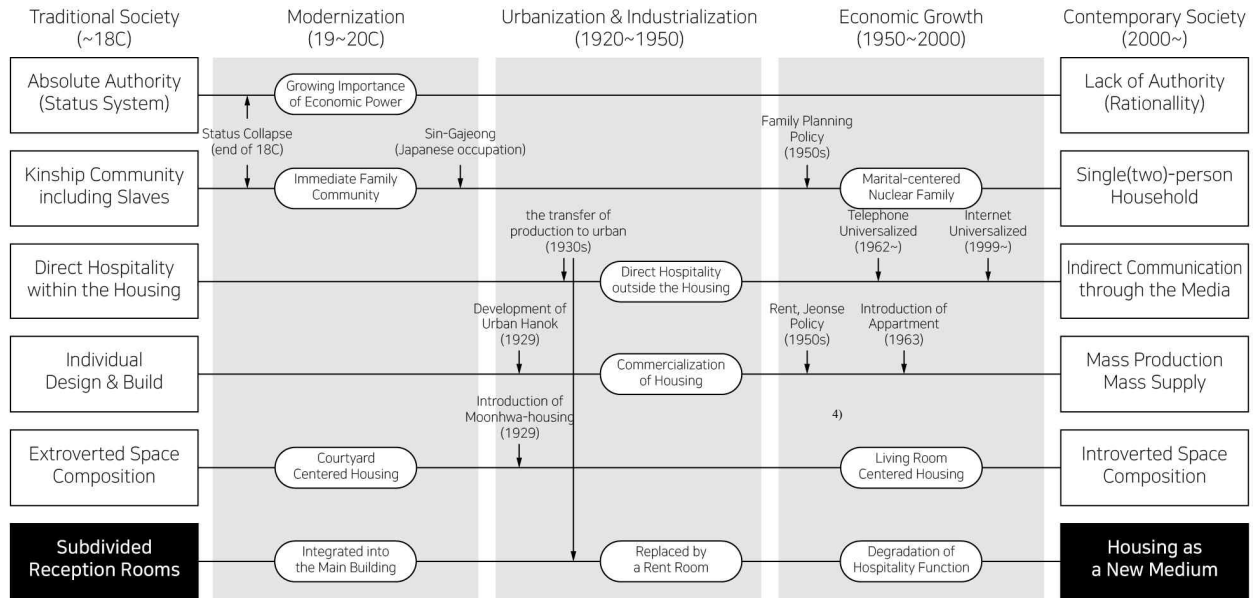 Traditional Society
(~18C)
Modernization
(19~20C)
Urbanization & Industrialization
(1920~1950)
Economic Growth
(1950~2000)
Contemporary Society
(2000~)
Absolute Authority
(Status System)
Growing Importance
of Economic Power
Lack of Authority
(Rationallity)
Status Collapse
(end of 18C)
Sin-Gajeong
(Japanese occupation)
Family Planning
Policy
(1950s)
Kinship Community
including Slaves
Immediate Family
Community
Marital-centered
Nuclear Family
Single(two)-person
Household
the transfer of
production to urban
(1930s)
Telephone
Universalized
(1962~)
Internet
Universalized
(1999~)
Direct Hospitality
within the Housing
Direct Hospitality
outside the Housing
Indirect Communication
through the Media
Development of
Urban Hanok
(1929)
Rent, Jeonse
Policy
(1950s)
Introduction of
Appartment
(1963)
Individual
Design & Build
Commercialization
of Housing
Mass Production
Mass Supply
Introduction of
Moonhwa-housing
(1929)
4)
Extroverted Space
Composition
Courtyard
Centered Housing
Living Room
Centered Housing
Introverted Space
Composition
Subdivided
Reception Rooms
Integrated into
the Main Building
Replaced by
a Rent Room
Degradation of
Hospitality Function
Housing as
a New Medium